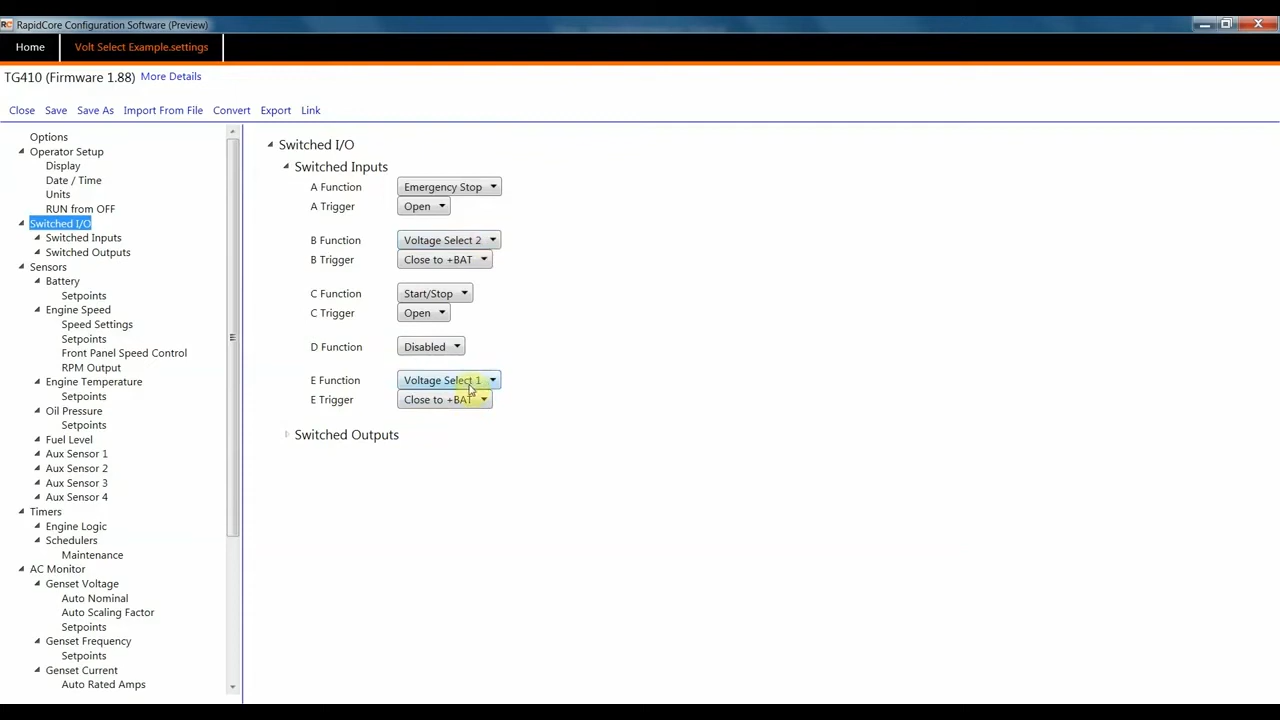 RC RapidCore Configuration Software (Preview)
Home
Volt Select Example.settings
TG410 (Firmware 1.88) More Details
Close Save Save As Import From File Convert Export Link
Options
Operator Setup
Display
Date / Time
Units
RUN from OFF
Switched I/O
Switched Inputs
Switched Outputs
Sensors
Battery
Setpoints
Engine Speed
Speed Settings
Setpoints
Front Panel Speed Control
RPM Output
Engine Temperature
Setpoints
Oil Pressure
Setpoints
Fuel Level
Aux Sensor 1
Aux Sensor 2
Aux Sensor 3
Aux Sensor 4
Timers
Engine Logic
Schedulers
Maintenance
AC Monitor
Genset Voltage
Auto Nominal
Auto Scaling Factor
Setpoints
Genset Frequency
Setpoints
Genset Current
Auto Rated Amps
Switched I/O
Switched Inputs
A Function Emergency Stop
A Trigger Open
B Function Voltage Select 2
B Trigger Close to +BAT
C Function Start/Stop
C Trigger Open
D Function Disabled
E Function Voltage Select 1
E Trigger Close to +BAT
Switched Outputs